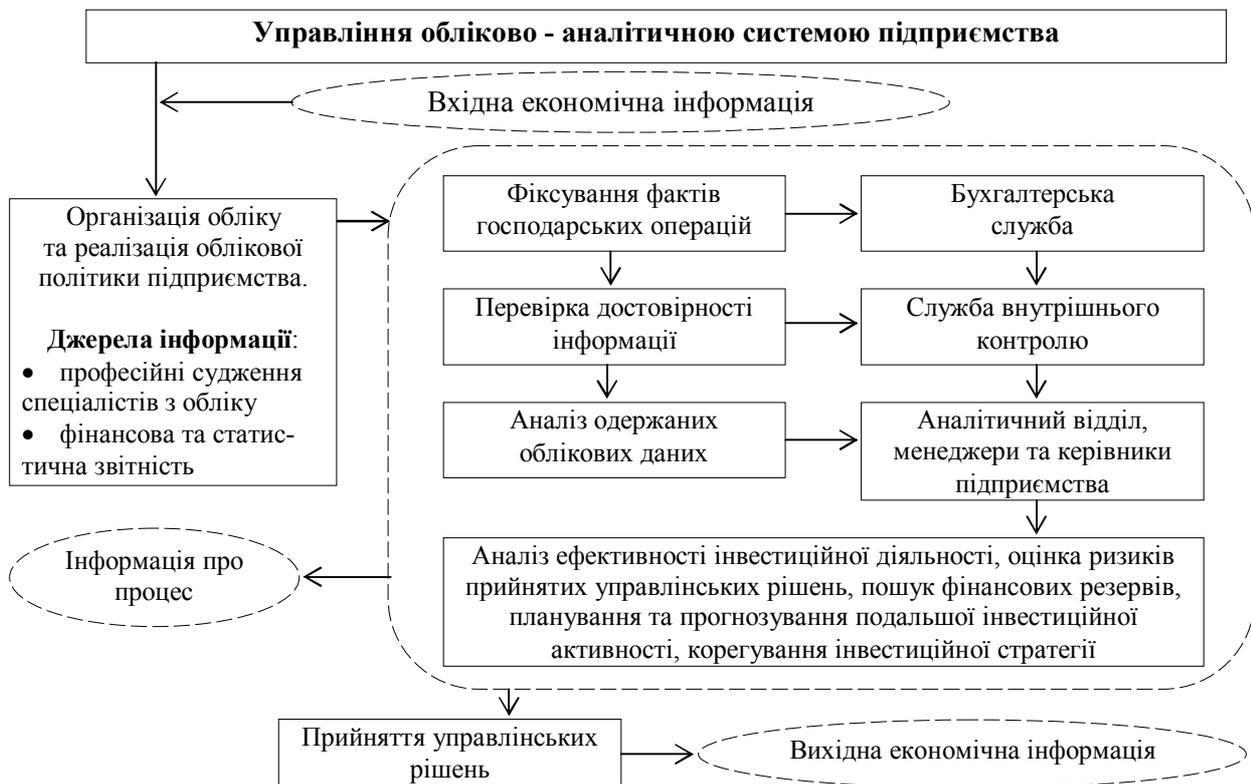 Управління обліково - аналітичною системою підприємства
Вхідна економічна інформація
Організація обліку
та реалізація облікової
політики підприємства.
Джерела інформації:
• професійні судження
спеціалістів з обліку
• фінансова та статис-
тична звітність
Фіксування фактів
господарських операцій
Бухгалтерська
служба
Перевірка достовірності
інформації
Служба внутрішнього
контролю
Аналіз одержаних
облікових даних
Аналітичний відділ,
менеджери та керівники
підприємства
Інформація про
процес
Аналіз ефективності інвестиційної діяльності, оцінка ризиків
прийнятих управлінських рішень, пошук фінансових резервів,
планування та прогнозування подальшої інвестиційної
активності, корегування інвестиційної стратегії
Прийняття управлінських
рішень
Вихідна економічна інформація